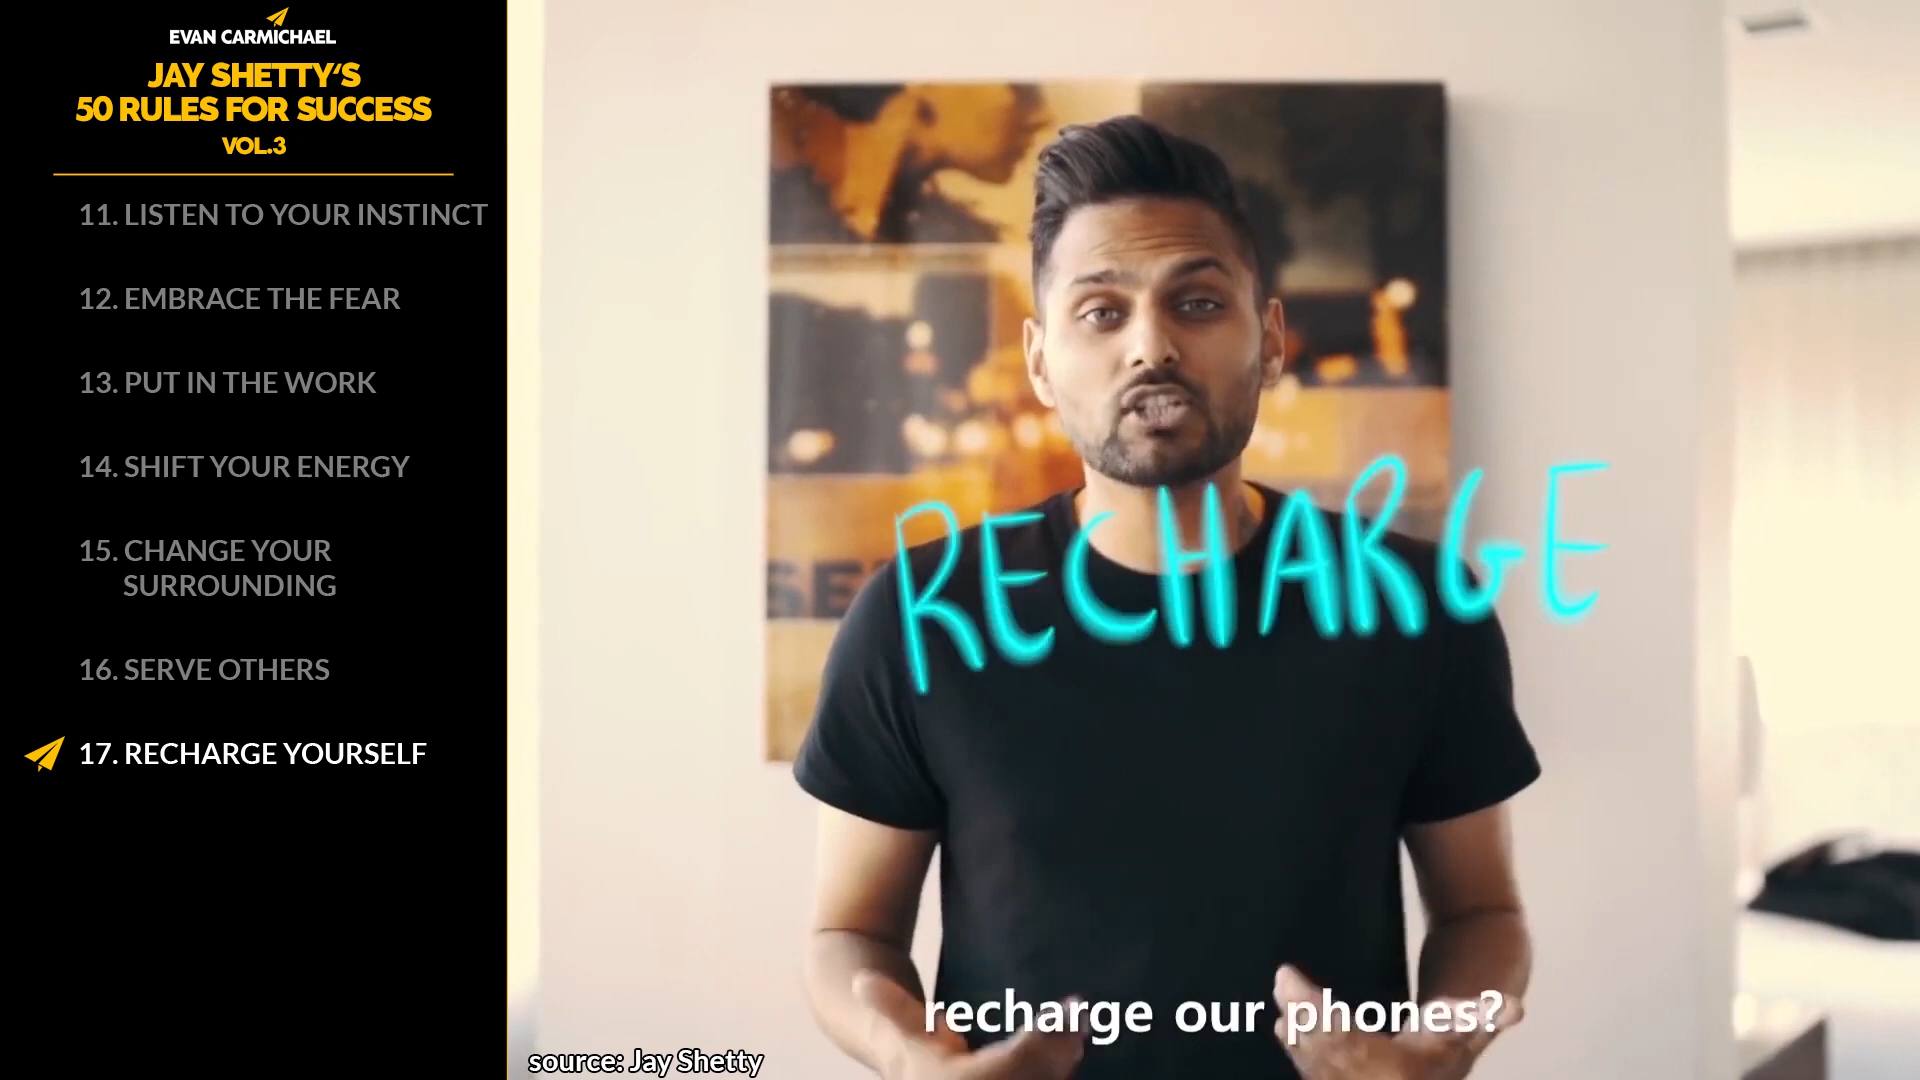 EVAN CARMICHAEL
JAY SHETTY'S
50 RULES FOR SUCCESS
VOL.3
11. LISTEN TO YOUR INSTINCT
12. EMBRACE THE FEAR
13. PUT IN THE WORK
14. SHIFT YOUR ENERGY
15. CHANGE YOUR
SURROUNDING
16. SERVE OTHERS
17. RECHARGE YOURSELF
SE
RECHARGE
recharge our phones?
source: Jay Shetty